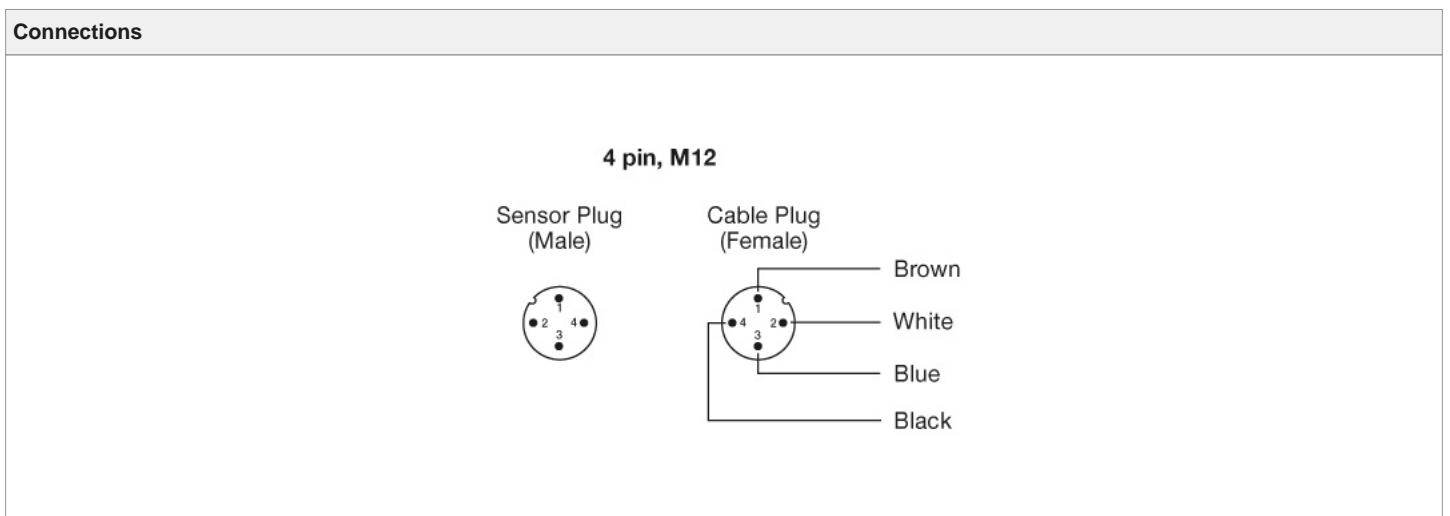 Connections
4 pin, M12
Sensor Plug
(Male)
Cable Plug
(Female)
1
2 4
3
1
4 2
3
Brown
White
Blue
Black